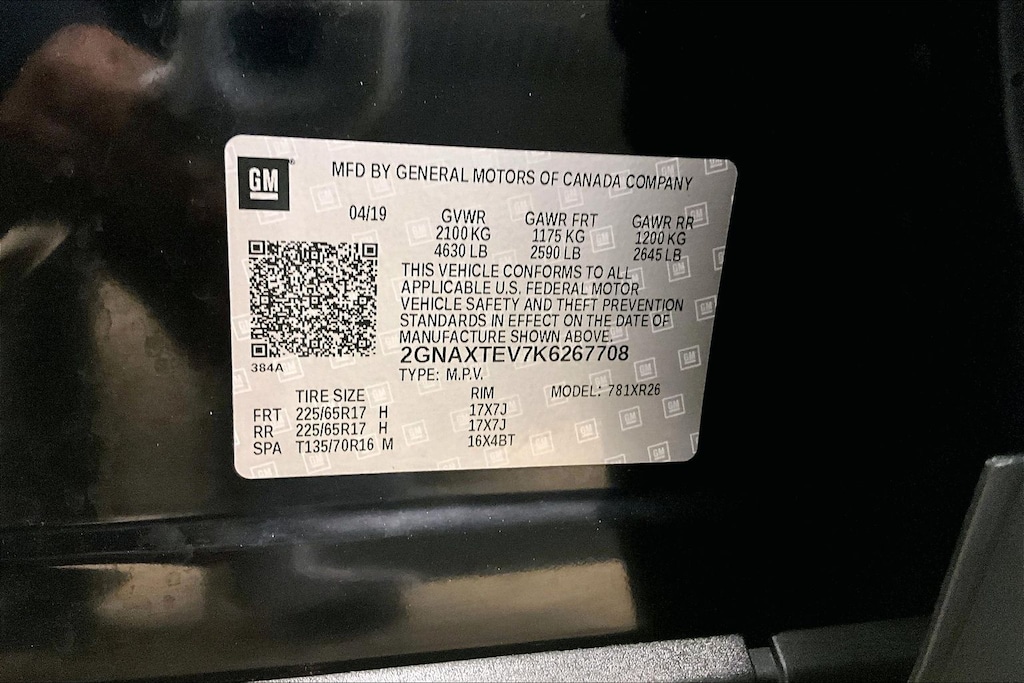 GM
MFD BY GENERAL MOTORS OF CANADA COMPANY
04/19 GVWR GAWR FRT GAWR RR
2100 KG 1175 KG 1200 KG
4630 LB 2590 LB 2645 LB
THIS VEHICLE CONFORMS TO ALL
APPLICABLE U.S. FEDERAL MOTOR
VEHICLE SAFETY AND THEFT PREVENTION
STANDARDS IN EFFECT ON THE DATE OF
MANUFACTURE SHOWN ABOVE.
2GNAXTEV7K6267708
384A
TYPE: M.P.V.
TIRE SIZE RIM MODEL: 781XR26
FRT 225/65R17 H 17X7J
RR 225/65R17 H 17X7J
SPA T135/70R16 M 16X4BT